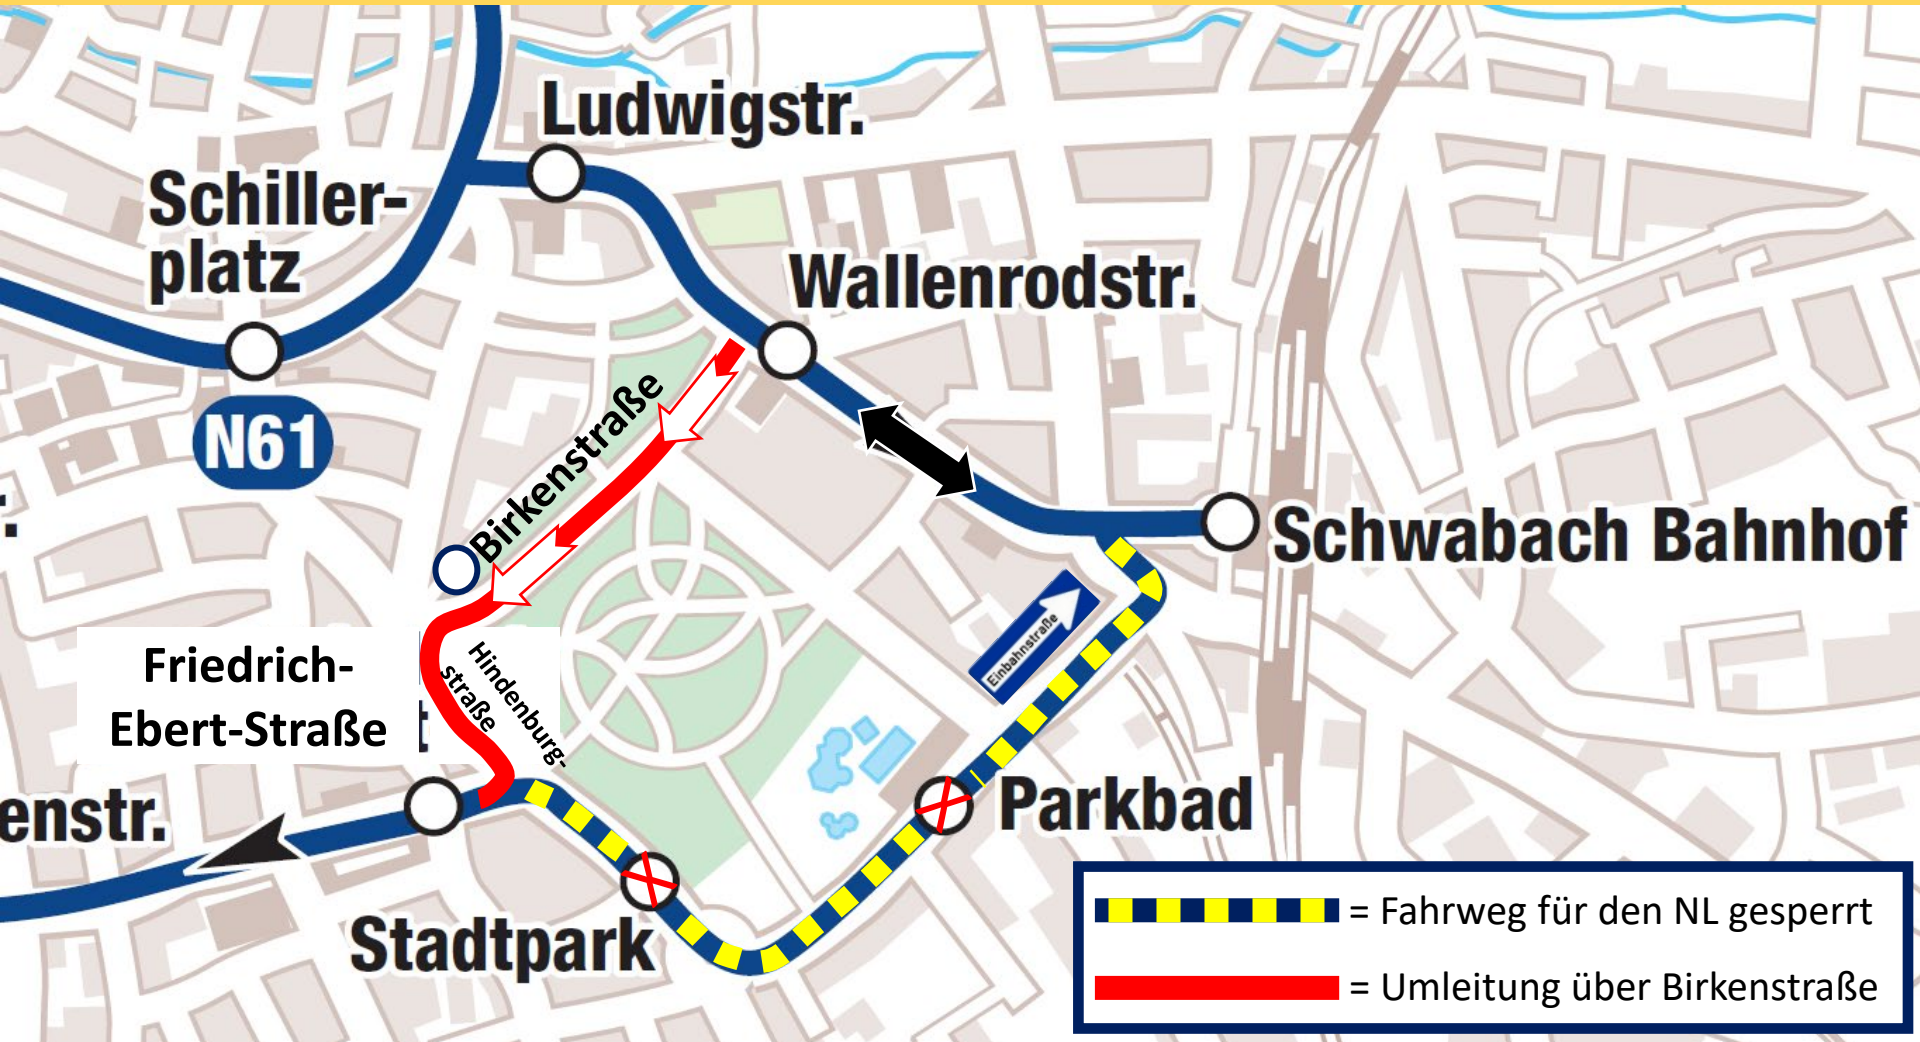 Ludwigstr.
Schiller-
platz
Wallenrodstr.
N61
Birkenstraße
Schwabach Bahnhof
Einbahnstraße
Friedrich-
Ebert-Straße
Hindenburg-
straße
enstr.
Parkbad
Stadtpark
= Fahrweg für den NL gesperrt
= Umleitung über Birkenstraße